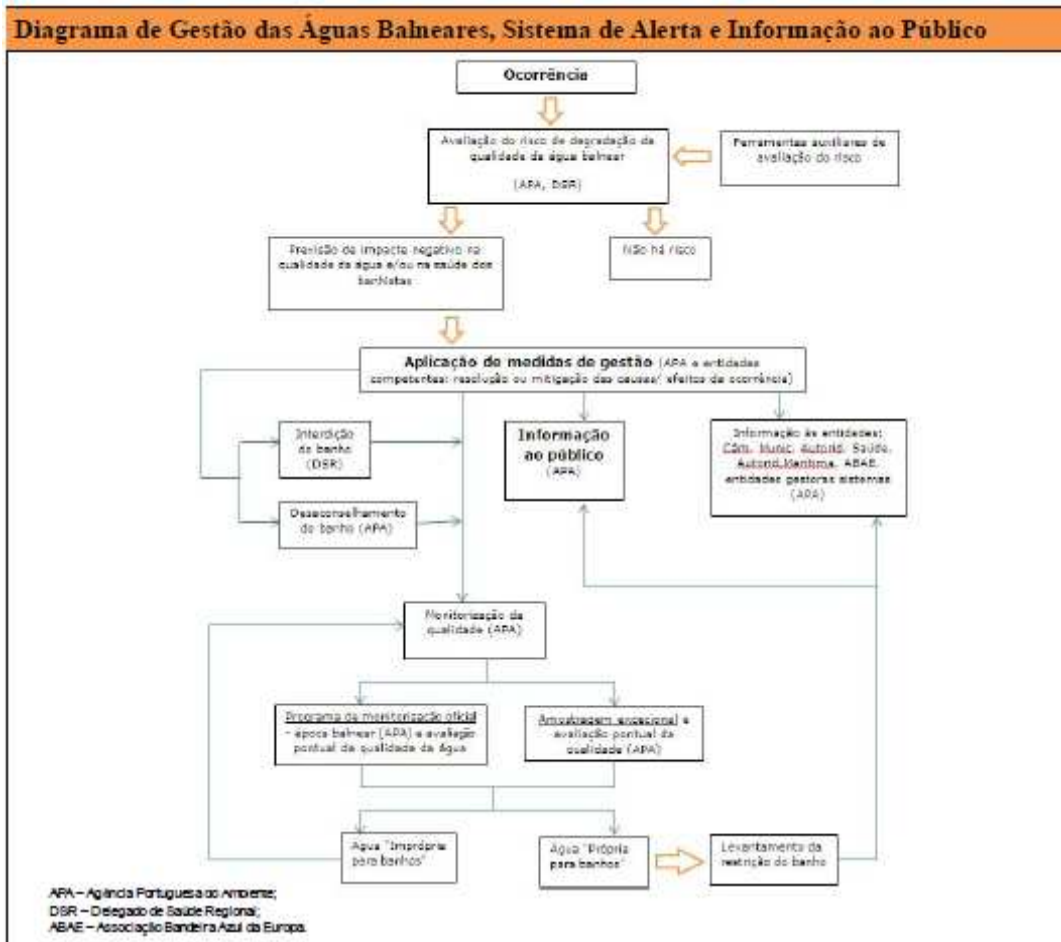 Diagrama de Gestão das Águas Balneares, Sistema de Alerta e Informação ao Público
Ocorrência
Avaliação do risco de degradação da
qualidade da água balnear
(APA, DSR)
Ferramentas auxiliares de
avaliação do risco
Previsão de impacte negativo na
qualidade da água e/ou na saúde dos
banhistas
Não há risco
Aplicação de medidas de gestão (APA e entidades
competentes: resolução ou mitigação das causas/ efeitos da ocorrência)
Interdição
do banho
(DSR)
Informação
ao público
(APA)
Informação às entidades:
Câm. Munic. Autorid. Saúde,
Autorid.Marítima, ABAE,
entidades gestoras sistemas
(APA)
Desaconselhamento
do banho (APA)
Monitorização da
qualidade (APA)
Programa de monitorização oficial
- época balnear (APA) e avaliação
pontual da qualidade da água
Amostragem excecional e
avaliação pontual da
qualidade (APA)
Água "Imprópria
para banhos"
Água "Própria
para banhos"
Levantamento da
restrição do banho
APA – Agência Portuguesa do Ambiente;
DSR – Delegado de Saúde Regional;
ABAE – Associação Bandeira Azul da Europa.